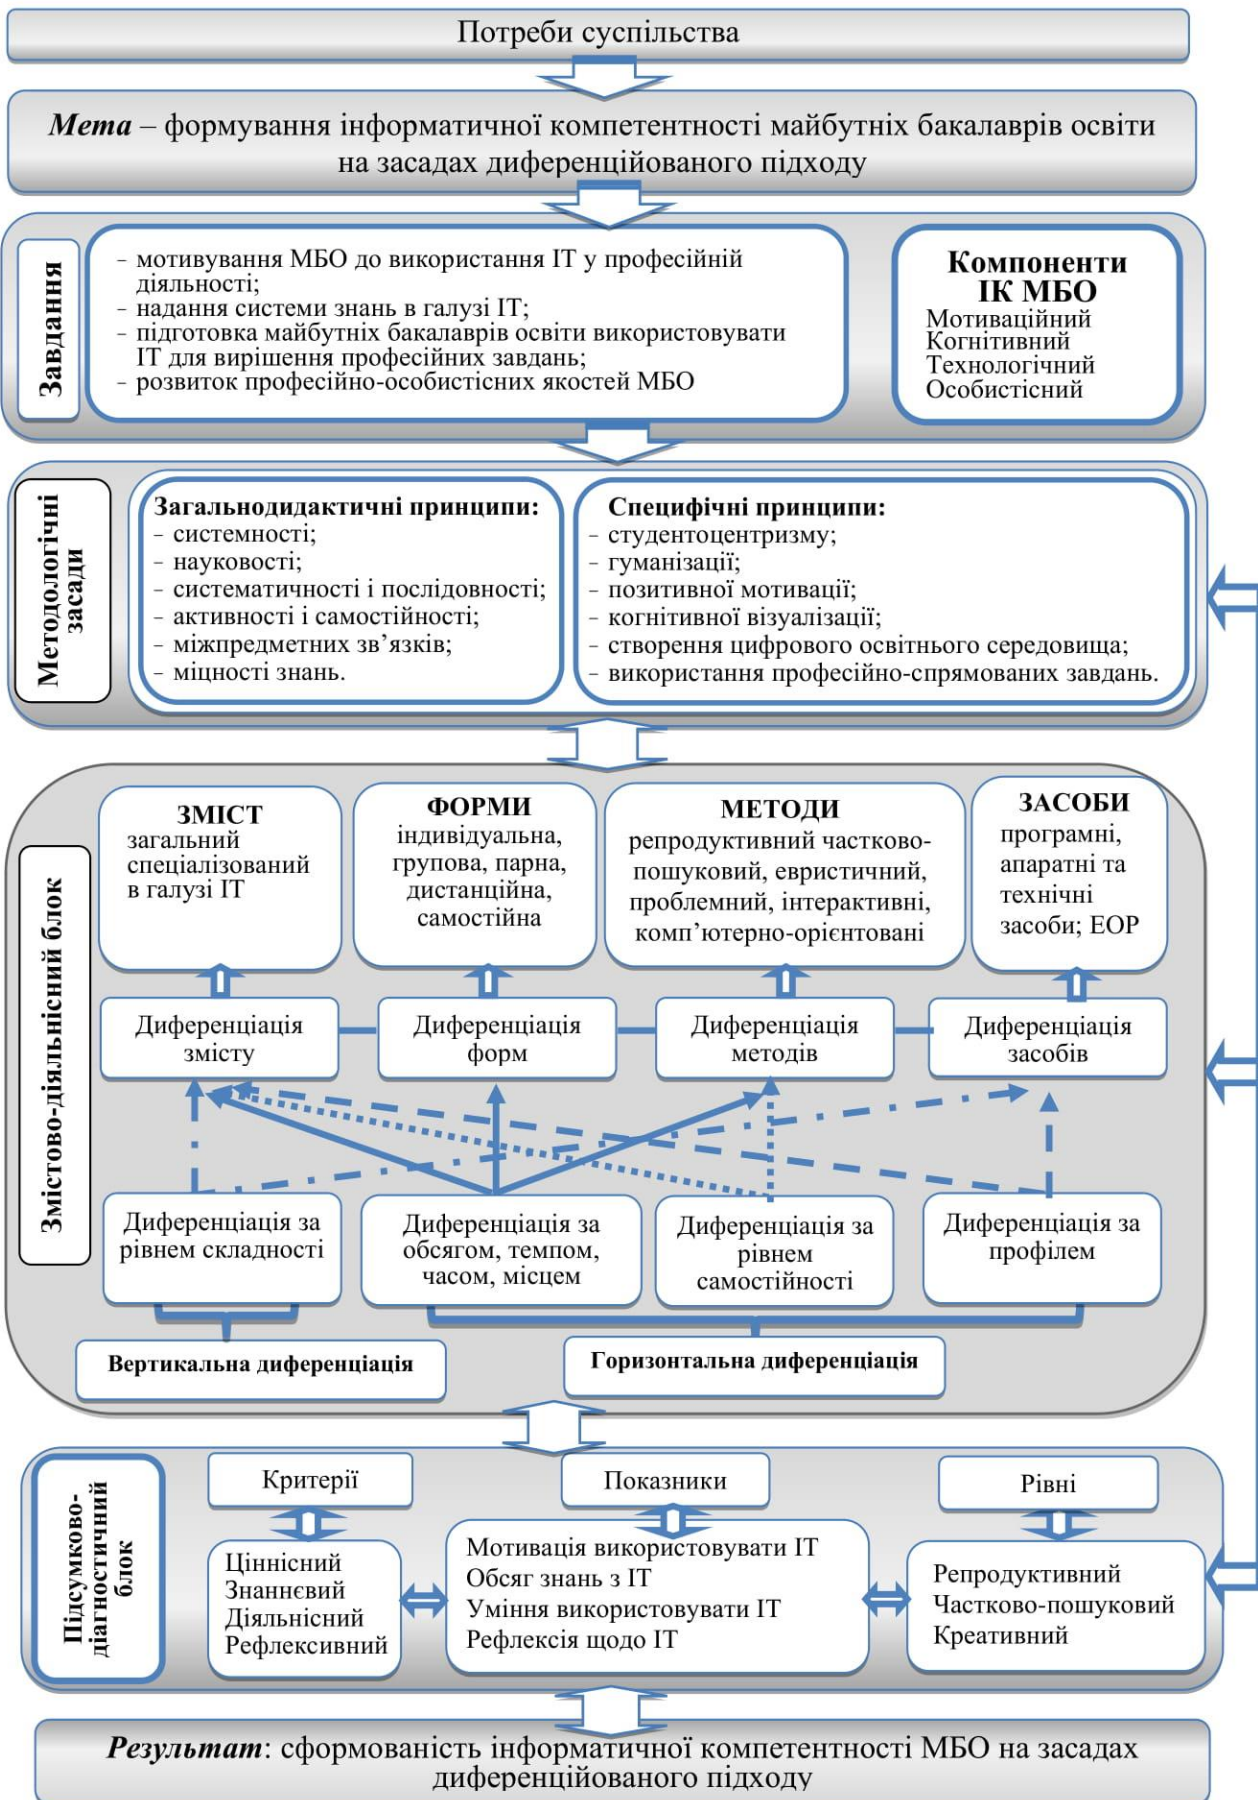 Потреби суспільства
Мета – формування інформатичної компетентності майбутніх бакалаврів освіти
на засадах диференційованого підходу
Завдання
- мотивування МБО до використання ІТ у професійній
діяльності;
- надання системи знань в галузі ІТ;
- підготовка майбутніх бакалаврів освіти використовувати
ІТ для вирішення професійних завдань;
- розвиток професійно-особистісних якостей МБО
Компоненти
ІК МБО
Мотиваційний
Когнітивний
Технологічний
Особистісний
Методологічні
засади
Загальнодидактичні принципи:
- системності;
- науковості;
- систематичності і послідовності;
- активності і самостійності;
- міжпредметних зв’язків;
- міцності знань.
Специфічні принципи:
- студентоцентризму;
- гуманізації;
- позитивної мотивації;
- когнітивної візуалізації;
- створення цифрового освітнього середовища;
- використання професійно-спрямованих завдань.
Змістово-діяльнісний блок
ЗМІСТ
загальний
спеціалізований
в галузі ІТ
ФОРМИ
індивідуальна,
групова, парна,
дистанційна,
самостійна
МЕТОДИ
репродуктивний частково-
пошуковий, евристичний,
проблемний, інтерактивні,
комп’ютерно-орієнтовані
ЗАСОБИ
програмні,
апаратні та
технічні
засоби; ЕОР
Диференціація
змісту
Диференціація
форм
Диференціація
методів
Диференціація
засобів
Диференціація за
рівнем складності
Диференціація за
обсягом, темпом,
часом, місцем
Диференціація за
рівнем
самостійності
Диференціація за
профілем
Вертикальна диференціація
Горизонтальна диференціація
Підсумково-
діагностичний
блок
Критерії
Показники
Рівні
Ціннісний
Знаннєвий
Діяльнісний
Рефлексивний
Мотивація використовувати ІТ
Обсяг знань з ІТ
Уміння використовувати ІТ
Рефлексія щодо ІТ
Репродуктивний
Частково-пошуковий
Креативний
Результат: сформованість інформатичної компетентності МБО на засадах
диференційованого підходу